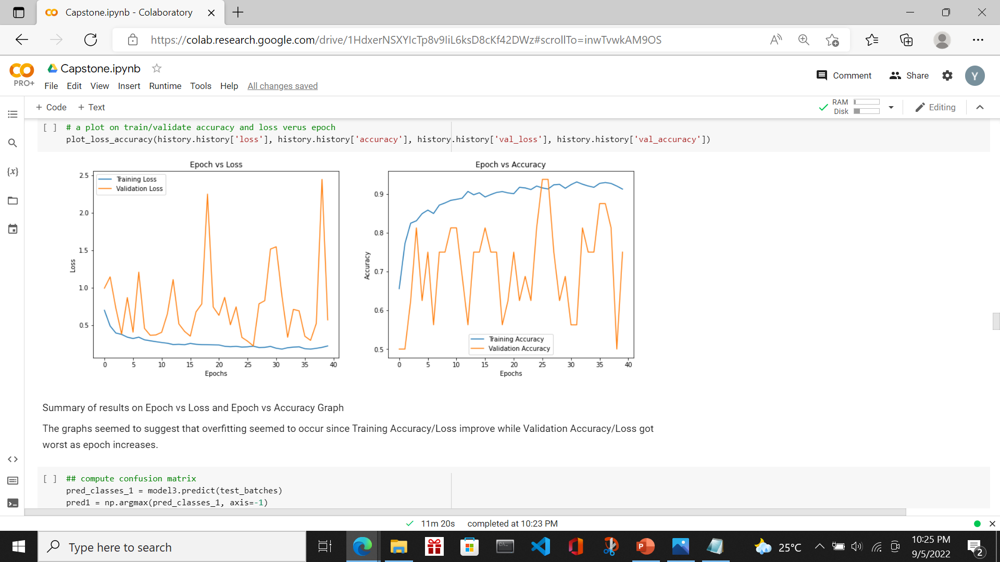 Capstone.ipynb - Colaboratory
https://colab.research.google.com/drive/1HdxerNSXYIcTp8v9IiL6ksD8cKf42DWz#scrollTo=inwTvwkAM9OS
PRO+
Capstone.ipynb
File Edit View Insert Runtime Tools Help All changes saved
Comment Share Y
+ Code + Text
RAM
Disk
Editing
{x}
[ ] # a plot on train/validate accuracy and loss verus epoch
plot_loss_accuracy(history.history['loss'], history.history['accuracy'], history.history['val_loss'], history.history['val_accuracy'])
Epoch vs Loss
Training Loss
Validation Loss
2.5
2.0
1.5
1.0
0.5
Loss
0 5 10 15 20 25 30 35 40
Epochs
Epoch vs Accuracy
0.9
0.8
0.7
0.6
0.5
Accuracy
Training Accuracy
Validation Accuracy
0 5 10 15 20 25 30 35 40
Epochs
Summary of results on Epoch vs Loss and Epoch vs Accuracy Graph
The graphs seemed to suggest that overfitting seemed to occur since Training Accuracy/Loss improve while Validation Accuracy/Loss got
worst as epoch increases.
[ ] ## compute confusion matrix
pred_classes_1 = model3.predict(test_batches)
pred1 = np.argmax(pred_classes_1, axis=-1)
11m 20s completed at 10:23 PM
Type here to search
25°C
10:25 PM
9/5/2022
2